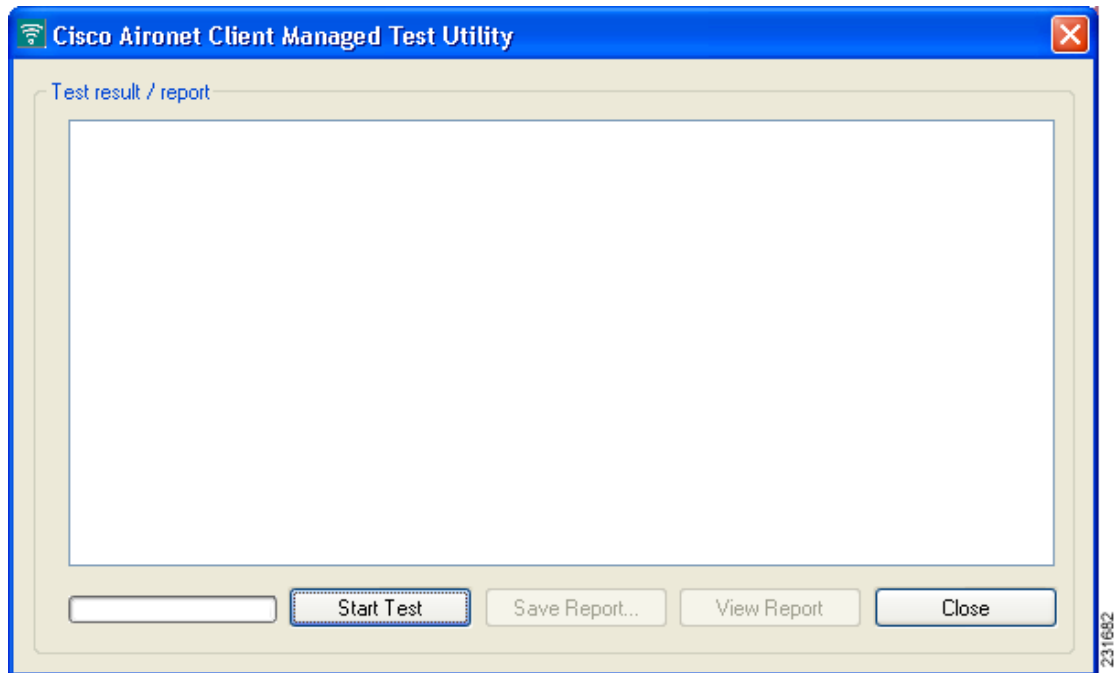 Cisco Aironet Client Managed Test Utility
Test result / report
Start Test
Save Report...
View Report
Close
231682